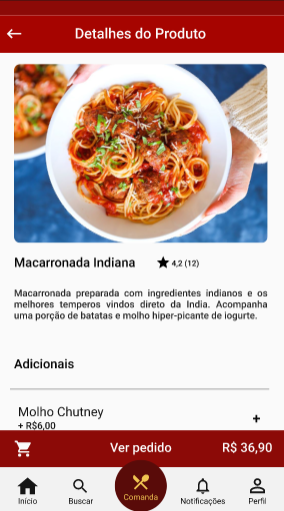 Detalhes do Produto
Macarronada Indiana
4,2 (12)
Macarronada preparada com ingredientes indianos e os
melhores temperos vindos direto da India. Acompanha
uma porção de batatas e molho hiper-picante de iogurte.
Adicionais
Molho Chutney
+ R$6,00
+
Ver pedido
R$ 36,90
Início
Buscar
Comanda
Notificações
Perfil